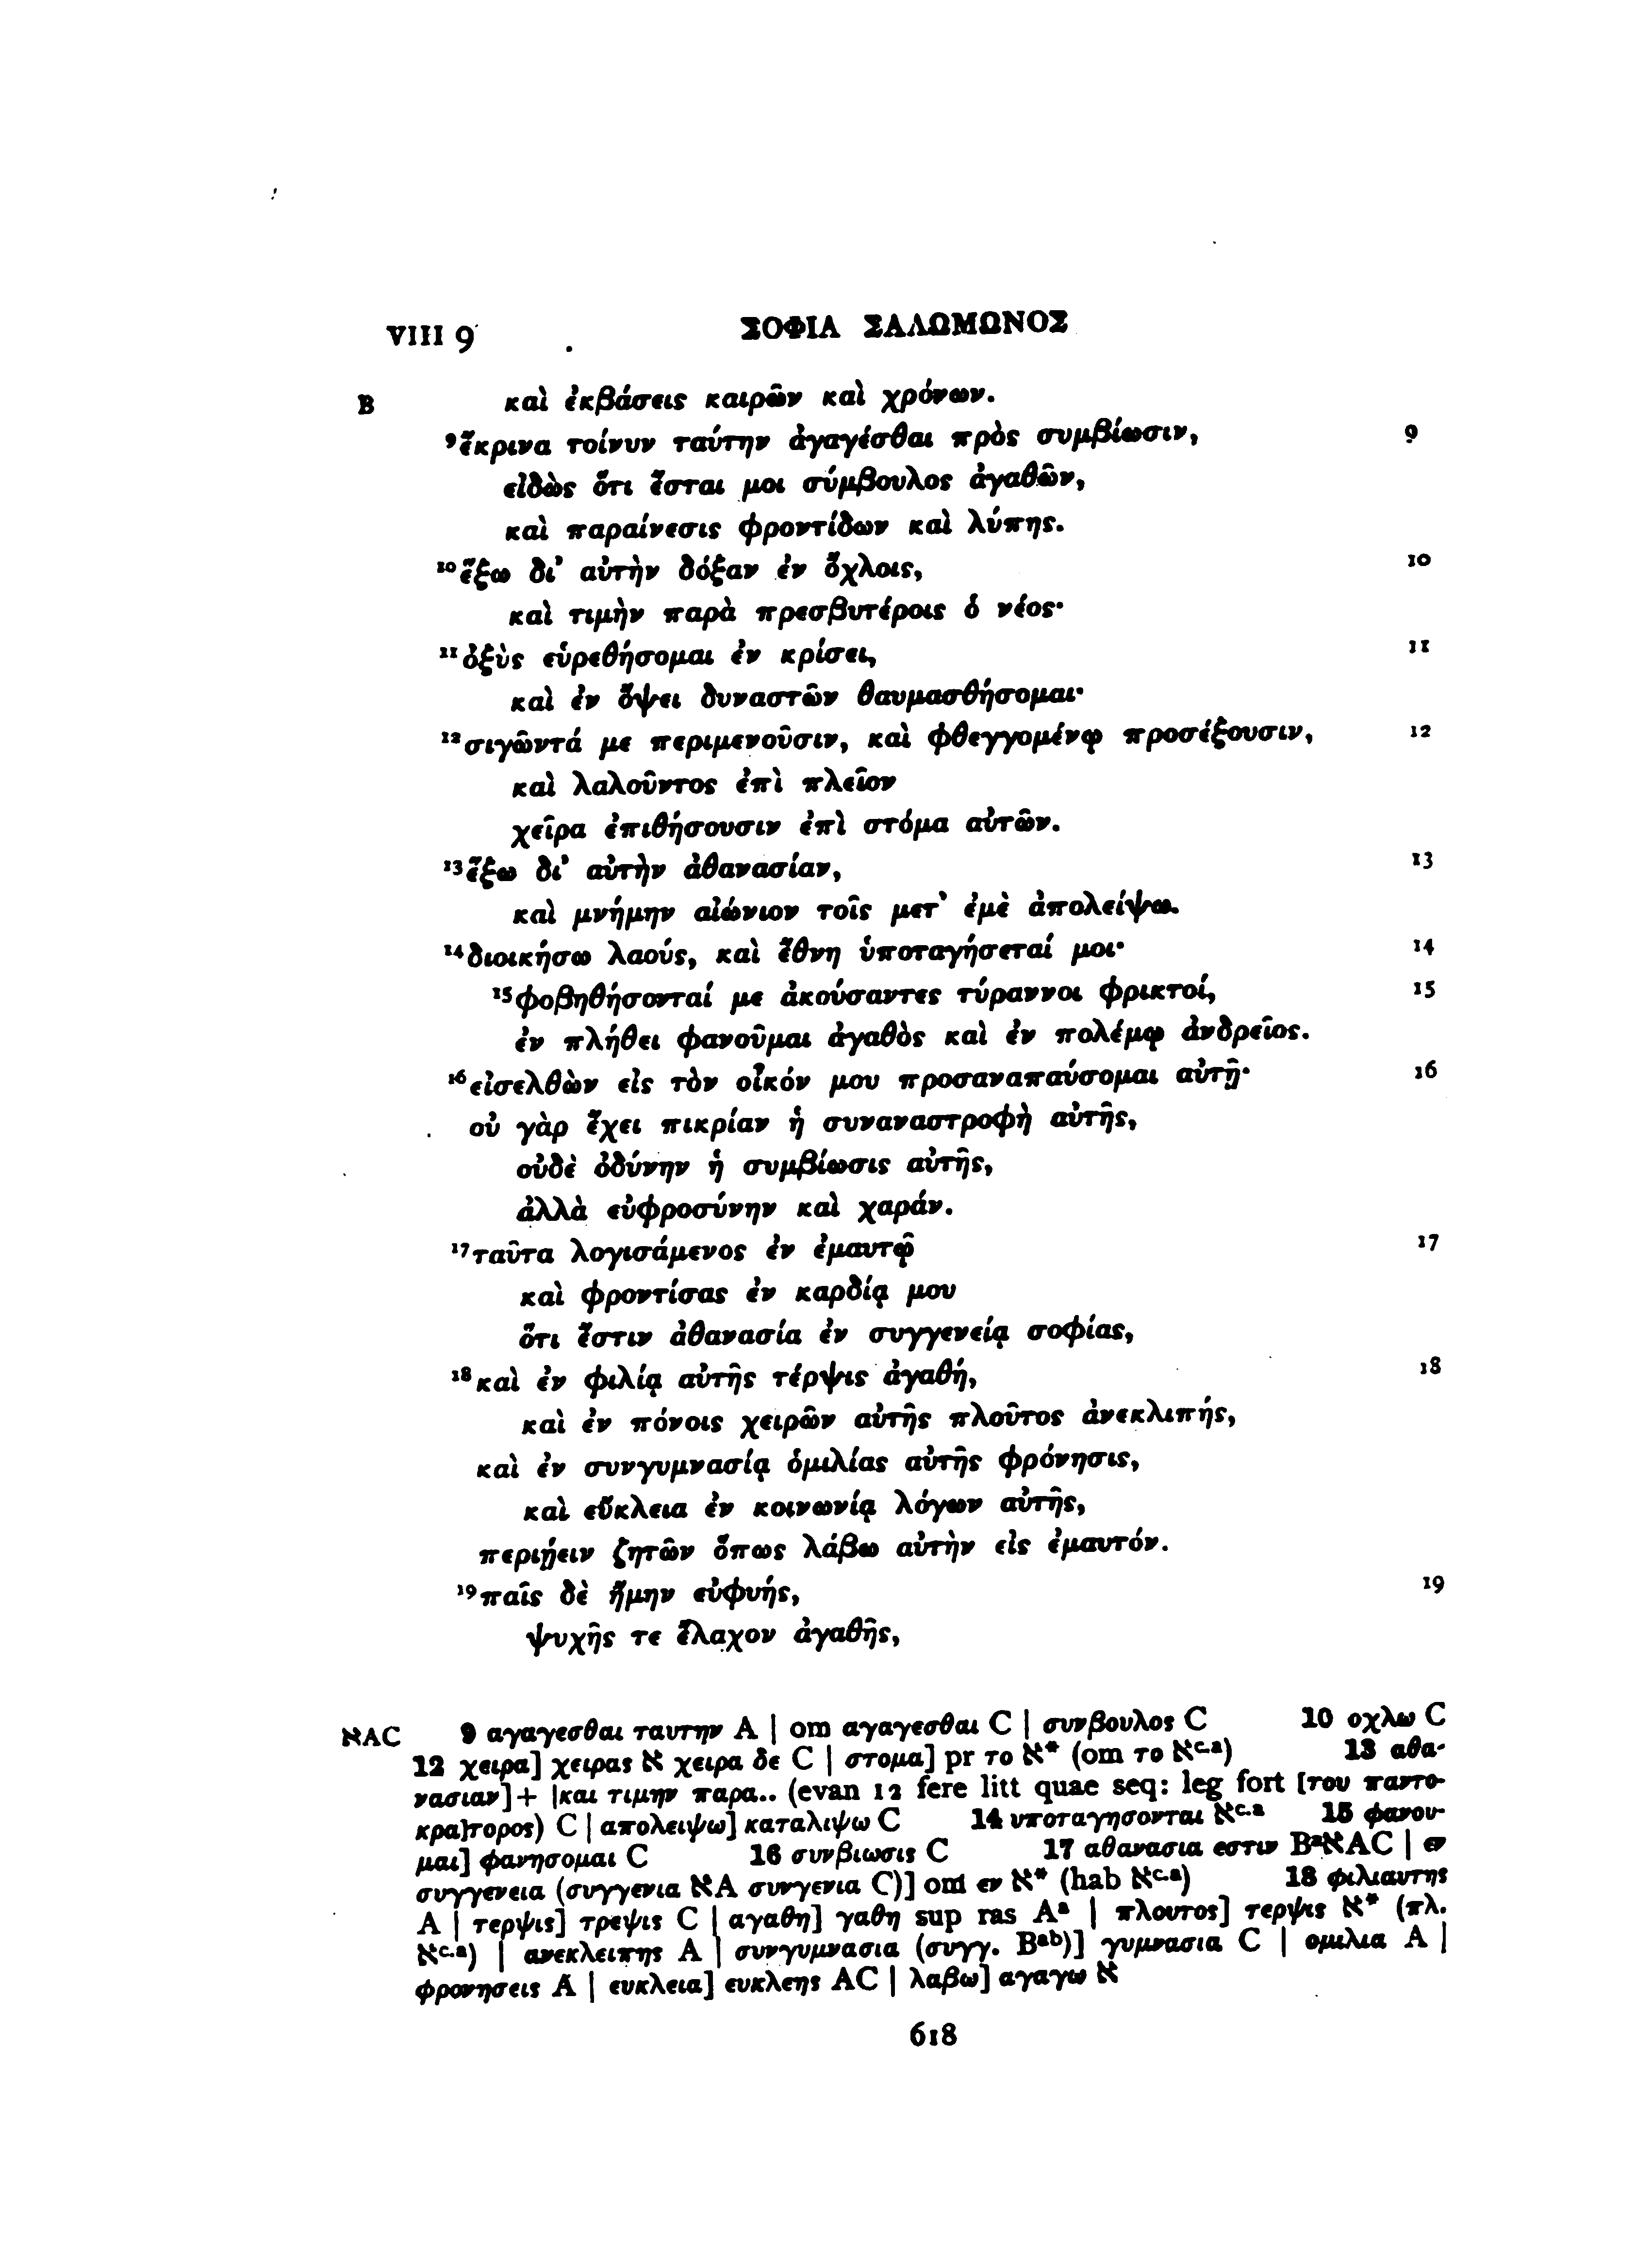 VIII 9 ΣΟΦΙΑ ΣΑΛΩΜΩΝΟΣ
B καὶ ἐκβάσεις καιρῶν καὶ χρόνων.
⁹ἔκρινα τοίνυν ταύτην ἀγαγέσθαι πρὸς συμβίωσιν, 9
εἰδὼς ὅτι ἔσται μοι σύμβουλος ἀγαθῶν,
καὶ παραίνεσις φροντίδων καὶ λύπης.
¹⁰ἕξω δι᾽ αὐτὴν δόξαν ἐν ὄχλοις, 10
καὶ τιμὴν παρὰ πρεσβυτέροις ὁ νέος·
¹¹ὀξὺς εὑρεθήσομαι ἐν κρίσει, 11
καὶ ἐν ὄψει δυναστῶν θαυμασθήσομαι·
¹²σιγῶντά με περιμενοῦσιν, καὶ φθεγγομένῳ προσέξουσιν, 12
καὶ λαλοῦντος ἐπὶ πλεῖον
χεῖρα ἐπιθήσουσιν ἐπὶ στόμα αὐτῶν.
¹³ἕξω δι᾽ αὐτὴν ἀθανασίαν, 13
καὶ μνήμην αἰώνιον τοῖς μετ᾽ ἐμὲ ἀπολείψω.
¹⁴διοικήσω λαούς, καὶ ἔθνη ὑποταγήσεταί μοι· 14
¹⁵φοβηθήσονταί με ἀκούσαντες τύραννοι φρικτοί, 15
ἐν πλήθει φανοῦμαι ἀγαθὸς καὶ ἐν πολέμῳ ἀνδρεῖος.
¹⁶εἰσελθὼν εἰς τὸν οἶκόν μου προσαναπαύσομαι αὐτῇ· 16
οὐ γὰρ ἔχει πικρίαν ἡ συναναστροφὴ αὐτῆς,
οὐδὲ ὀδύνην ἡ συμβίωσις αὐτῆς,
ἀλλὰ εὐφροσύνην καὶ χαράν.
¹⁷ταῦτα λογισάμενος ἐν ἐμαυτῷ 17
καὶ φροντίσας ἐν καρδίᾳ μου
ὅτι ἔστιν ἀθανασία ἐν συγγενείᾳ σοφίας,
¹⁸καὶ ἐν φιλίᾳ αὐτῆς τέρψις ἀγαθή, 18
καὶ ἐν πόνοις χειρῶν αὐτῆς πλοῦτος ἀνεκλιπής,
καὶ ἐν συνγυμνασίᾳ ὁμιλίας αὐτῆς φρόνησις,
καὶ εὔκλεια ἐν κοινωνίᾳ λόγων αὐτῆς,
περιῄειν ζητῶν ὅπως λάβω αὐτὴν εἰς ἐμαυτόν.
¹⁹παῖς δὲ ἤμην εὐφυής, 19
ψυχῆς τε ἔλαχον ἀγαθῆς,
אAC 9 αγαγεσθαι ταυτην A | om αγαγεσθαι C | συνβουλος C 10 οχλω C
12 χειρα] χειρας א χειρα δε C | στομα] pr το א* (om το אᶜ·ᵃ) 13 αθα-
νασιαν]+ |και τιμην παρα.. (evan 12 fere litt quae seq: leg fort [του παντο-
κρα]τορος) C | απολειψω] καταλιψω C 14 υποταγησονται אᶜ·ᵃ 15 φανου-
μαι] φανησομαι C 16 συνβιωσις C 17 αθανασια εστιν BᵃאAC | εν
συγγενεια (συγγενια אA συνγενια C)] om εν א* (hab אᶜ·ᵃ) 18 φιλιαυτης
A | τερψις] τρεψις C | αγαθη] γαθη sup ras Aᵃ | πλουτος] τερψις א* (πλ.
אᶜ·ᵃ) | ανεκλειπης A | συνγυμνασια (συγγ. Bᵃᵇ)] γυμνασια C | ομιλια A |
φρονησεις A | ευκλεια] ευκλεης AC | λαβω] αγαγω א
618